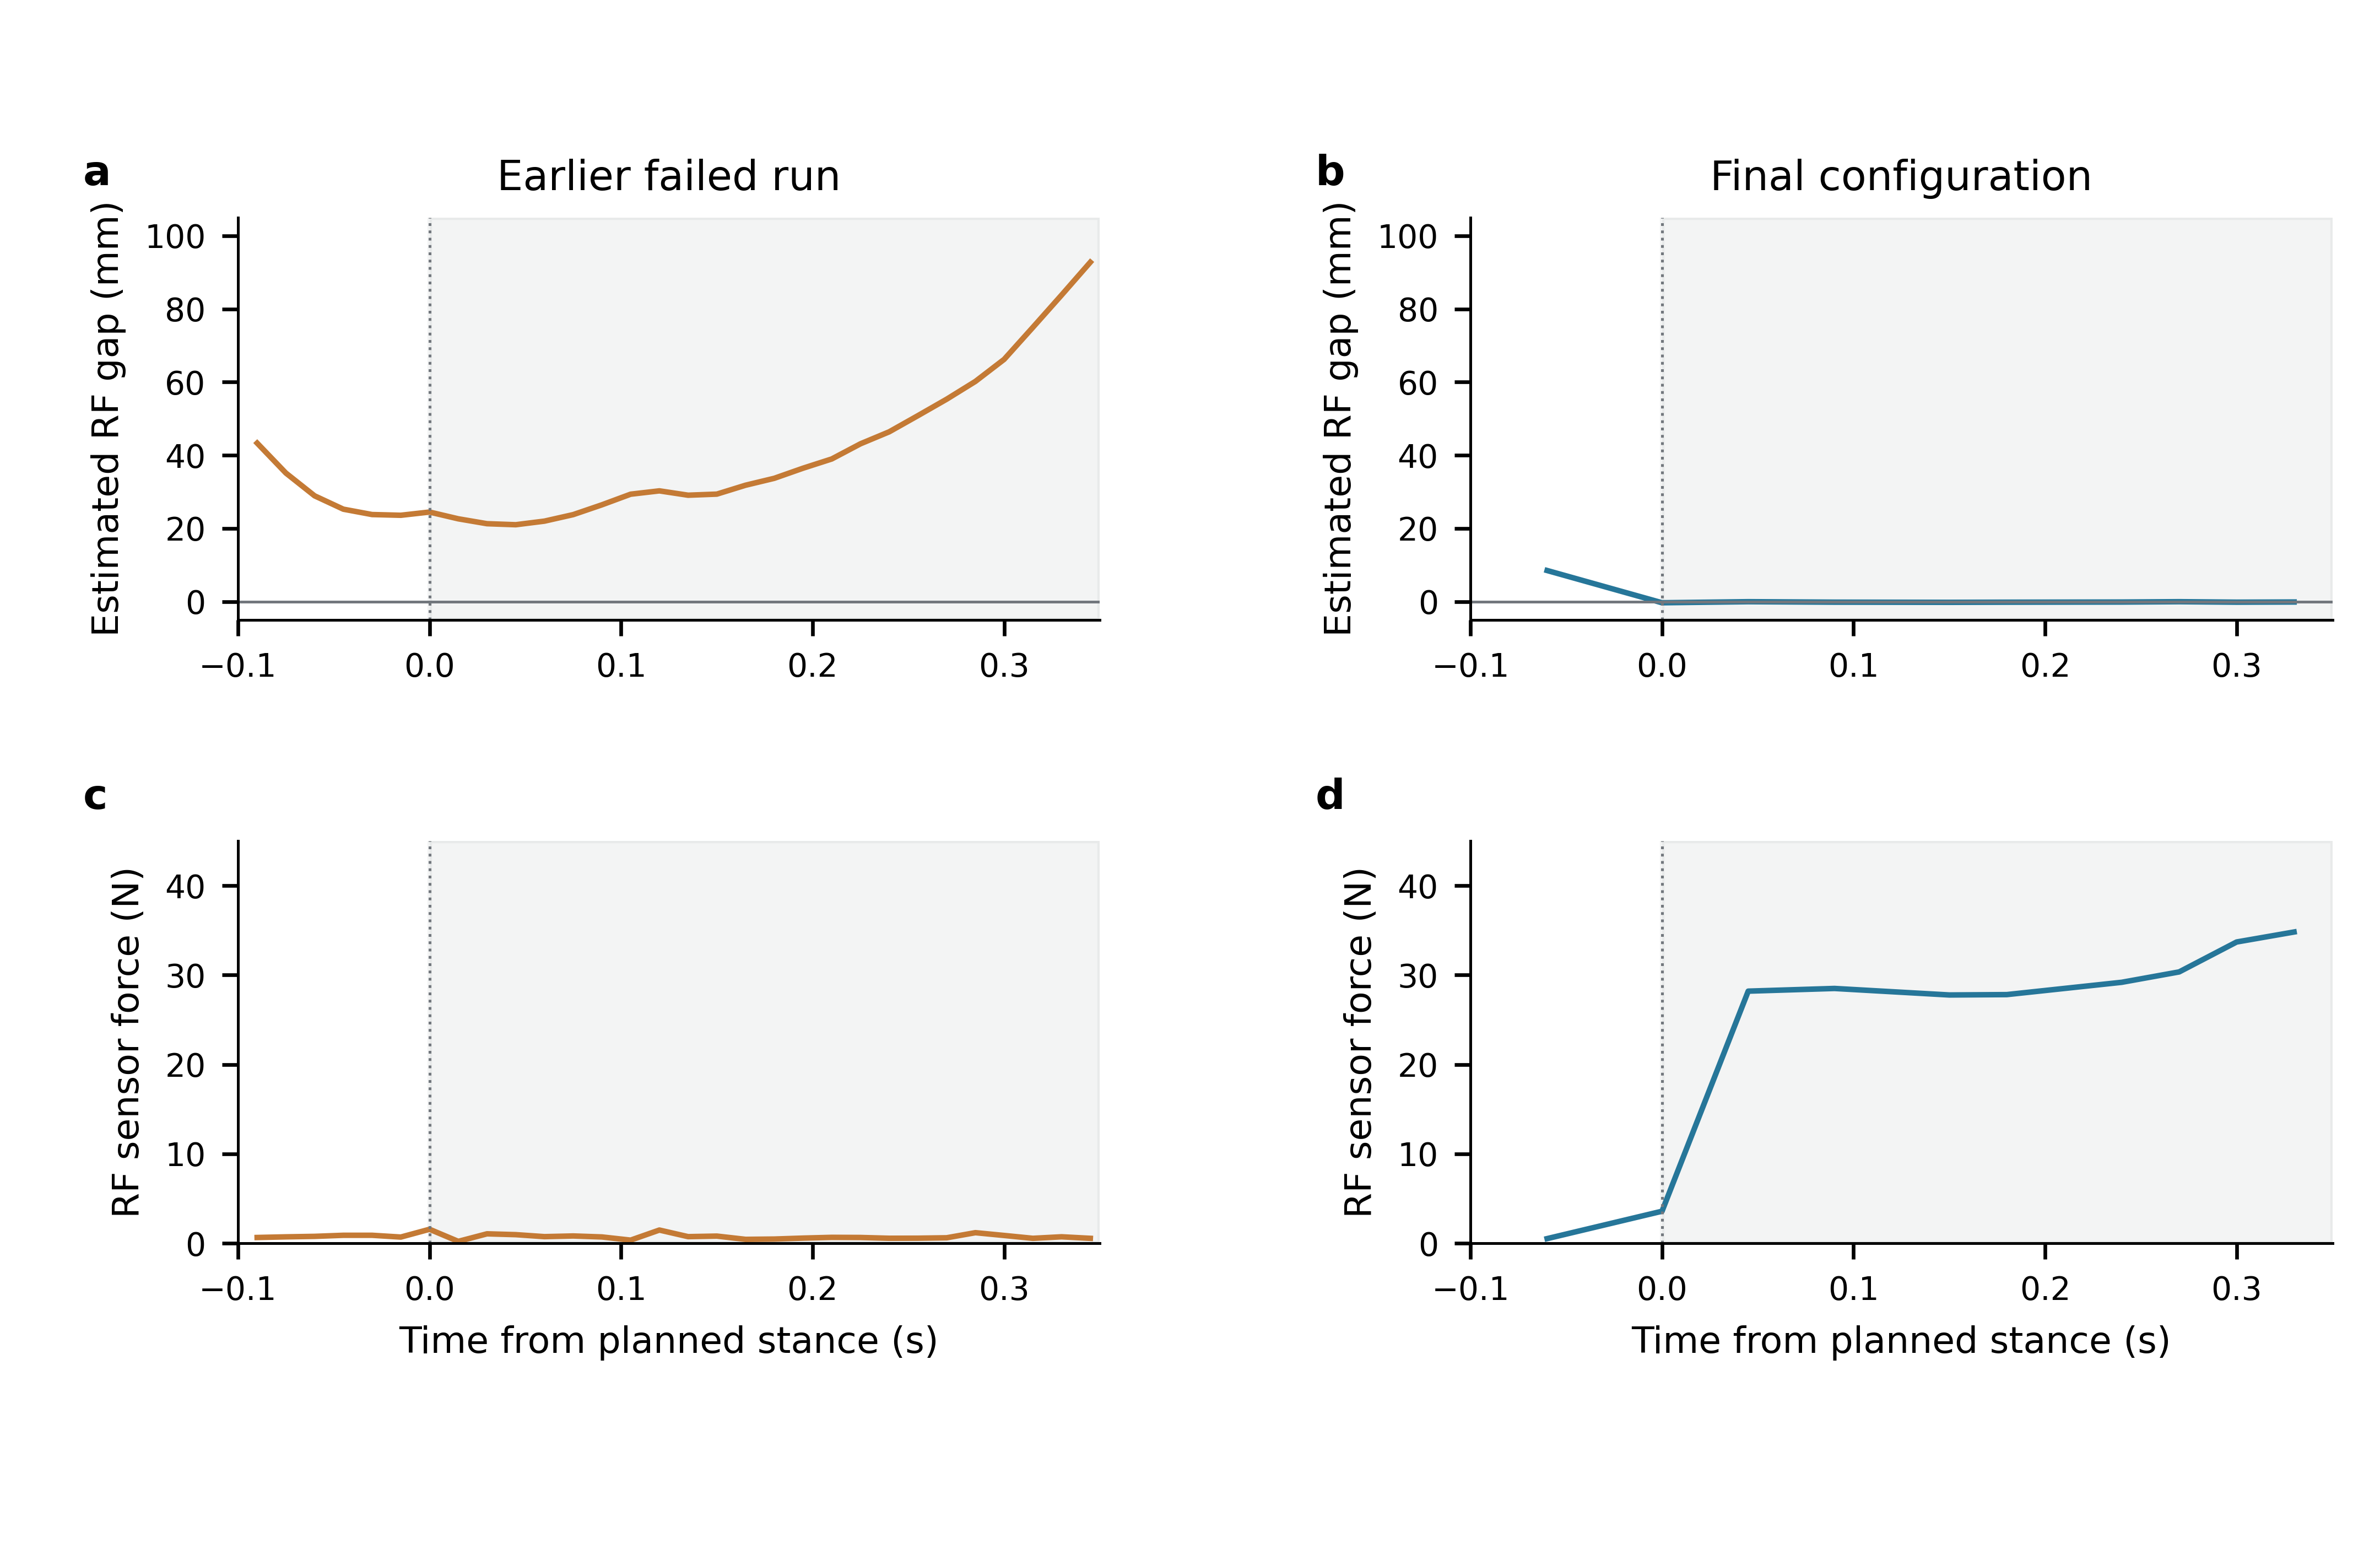 a
Earlier failed run
Estimated RF gap (mm)
100
80
60
40
20
0
−0.1 0.0 0.1 0.2 0.3
b
Final configuration
Estimated RF gap (mm)
100
80
60
40
20
0
−0.1 0.0 0.1 0.2 0.3
c
RF sensor force (N)
40
30
20
10
0
−0.1 0.0 0.1 0.2 0.3
Time from planned stance (s)
d
RF sensor force (N)
40
30
20
10
0
−0.1 0.0 0.1 0.2 0.3
Time from planned stance (s)